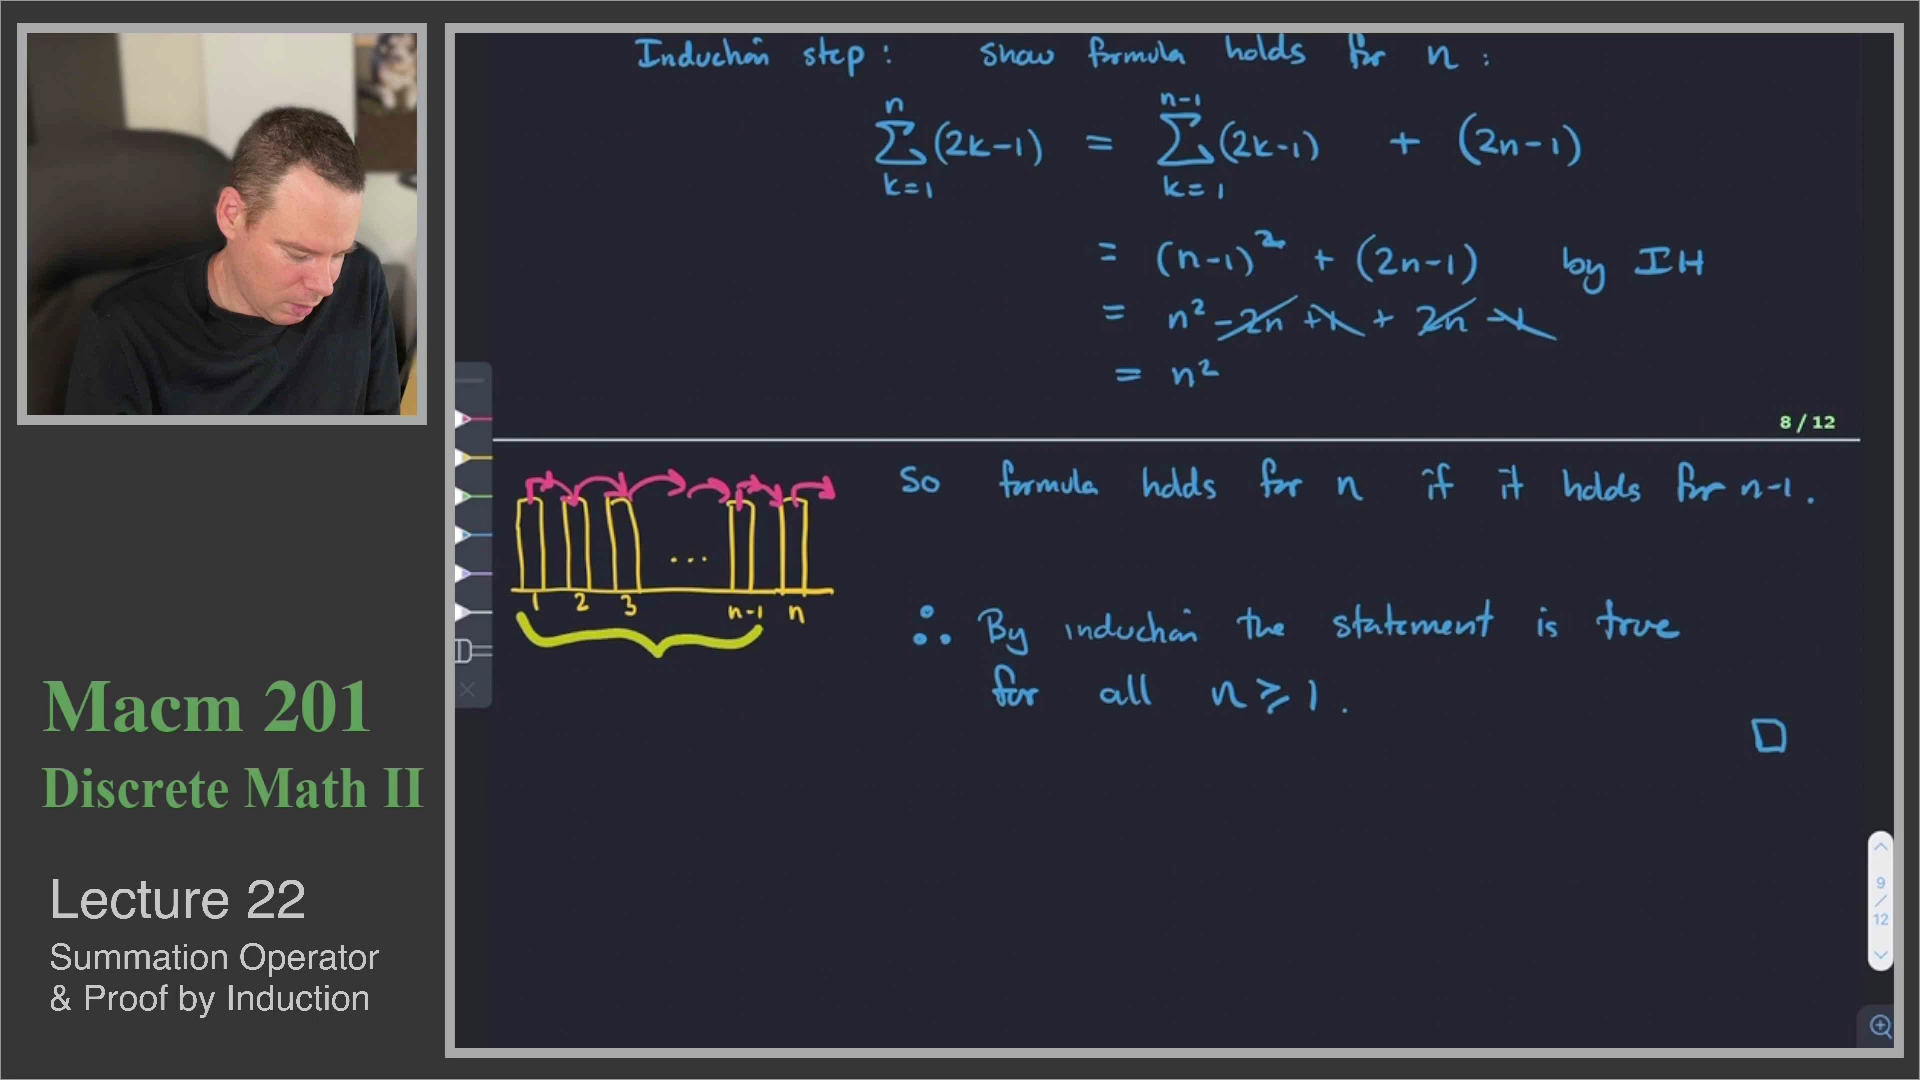 Induction step : Show formula holds for n :
n n-1
∑ (2k-1) = ∑ (2k-1) + (2n-1)
k=1 k=1
= (n-1)² + (2n-1) by IH
= n² -2n +1 + 2n -1
= n²
8 / 12
So formula holds for n if it holds for n-1 .
...
1 2 3 n-1 n
∴ By induction the statement is true
for all n ⩾ 1 .
□
Macm 201
Discrete Math II
Lecture 22
Summation Operator
& Proof by Induction
9
/
12